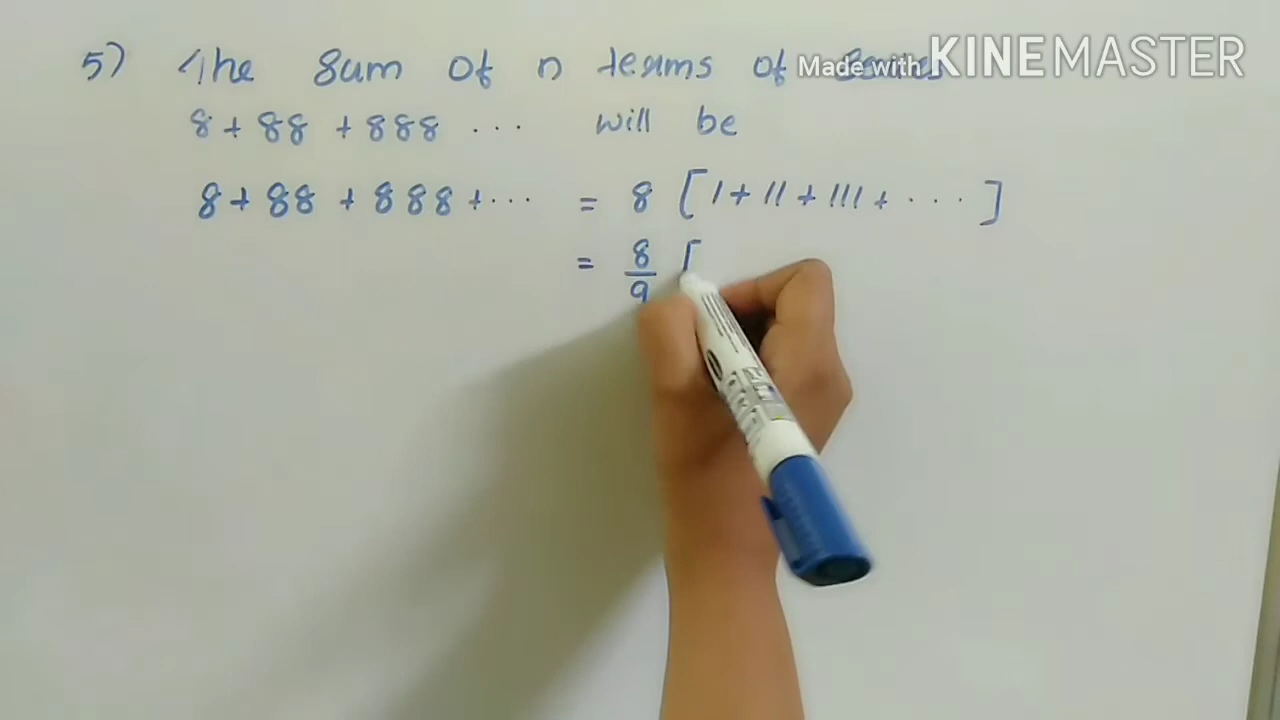 5) The Sum of n terms of
Made with KINEMASTER
8 + 88 + 888 ... will be
8 + 88 + 888 + ... = 8 [ 1 + 11 + 111 + .... ]
= 8/9 [